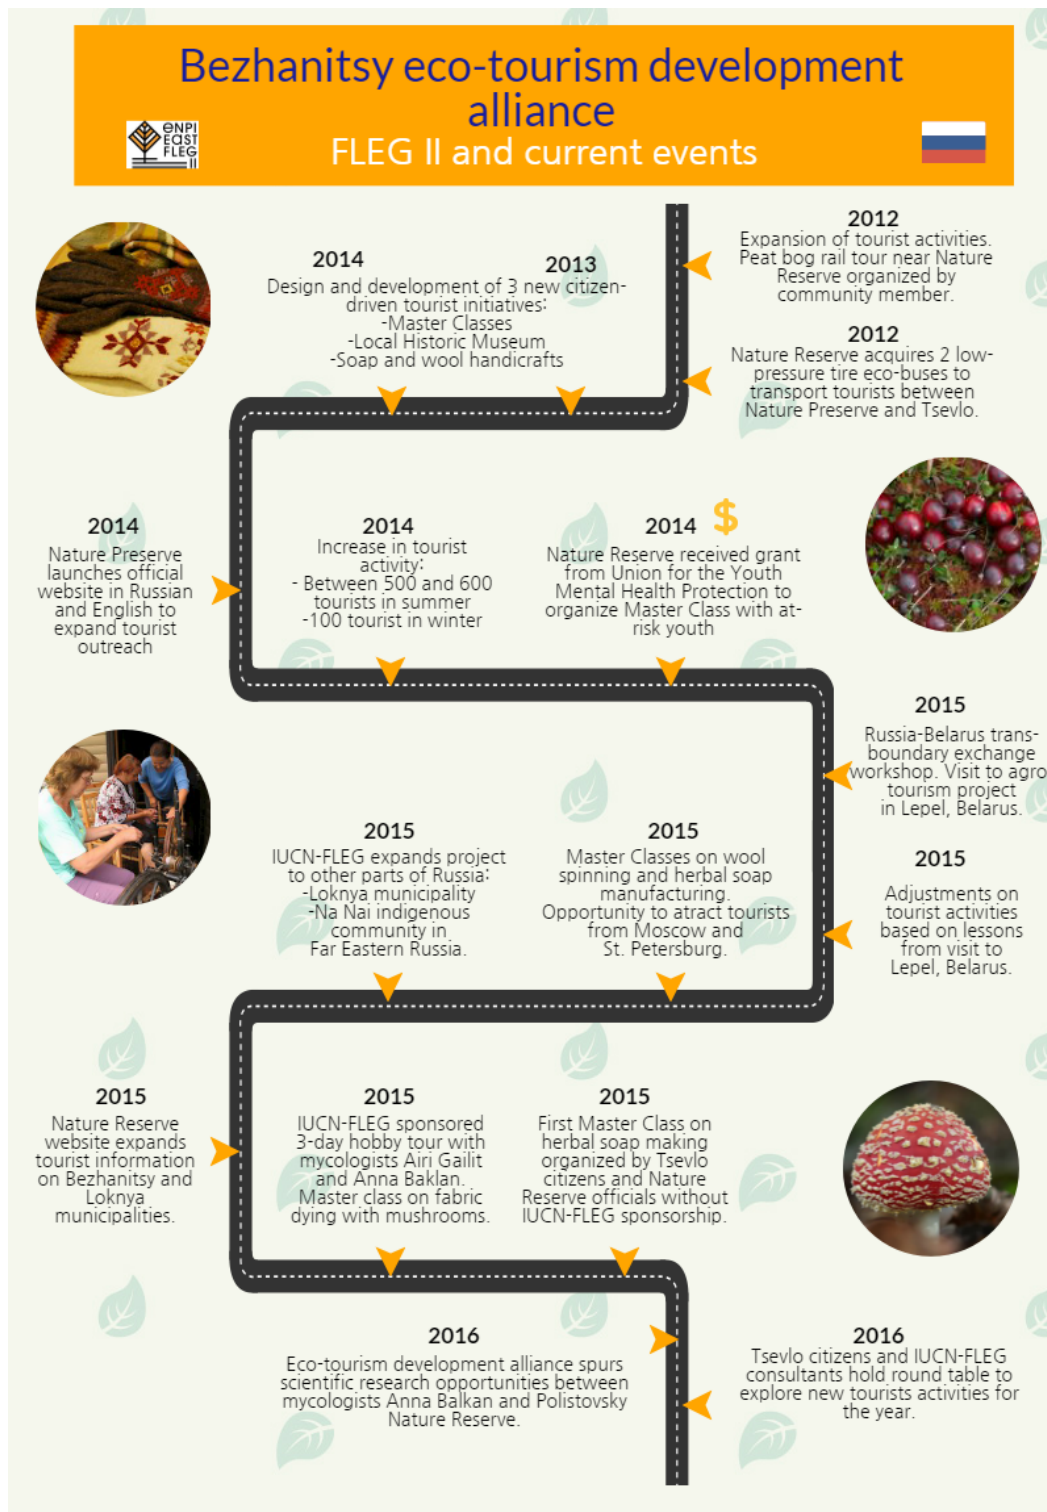 Bezhanitsy eco-tourism development
alliance
FLEG II and current events
ENPI
EAST
FLEG
II
2012
Expansion of tourist activities.
Peat bog rail tour near Nature
Reserve organized by
community member.
2012
Nature Reserve acquires 2 low-
pressure tire eco-buses to
transport tourists between
Nature Preserve and Tsevlo.
2014
2013
Design and development of 3 new citizen-
driven tourist initiatives:
-Master Classes
-Local Historic Museum
-Soap and wool handicrafts
2014
Nature Preserve
launches official
website in Russian
and English to
expand tourist
outreach
2014
Increase in tourist
activity:
- Between 500 and 600
tourists in summer
-100 tourist in winter
2014 $
Nature Reserve received grant
from Union for the Youth
Mental Health Protection to
organize Master Class with at-
risk youth
2015
Russia-Belarus trans-
boundary exchange
workshop. Visit to agro
tourism project
in Lepel, Belarus.
2015
Adjustments on
tourist activities
based on lessons
from visit to
Lepel, Belarus.
2015
Master Classes on wool
spinning and herbal soap
manufacturing.
Opportunity to atract tourists
from Moscow and
St. Petersburg.
2015
IUCN-FLEG expands project
to other parts of Russia:
-Loknya municipality
-Na Nai indigenous
community in
Far Eastern Russia.
2015
Nature Reserve
website expands
tourist information
on Bezhanitsy and
Loknya
municipalities.
2015
IUCN-FLEG sponsored
3-day hobby tour with
mycologists Airi Gailit
and Anna Baklan.
Master class on fabric
dying with mushrooms.
2015
First Master Class on
herbal soap making
organized by Tsevlo
citizens and Nature
Reserve officials without
IUCN-FLEG sponsorship.
2016
Eco-tourism development alliance spurs
scientific research opportunities between
mycologists Anna Balkan and Polistovsky
Nature Reserve.
2016
Tsevlo citizens and IUCN-FLEG
consultants hold round table to
explore new tourists activities for
the year.